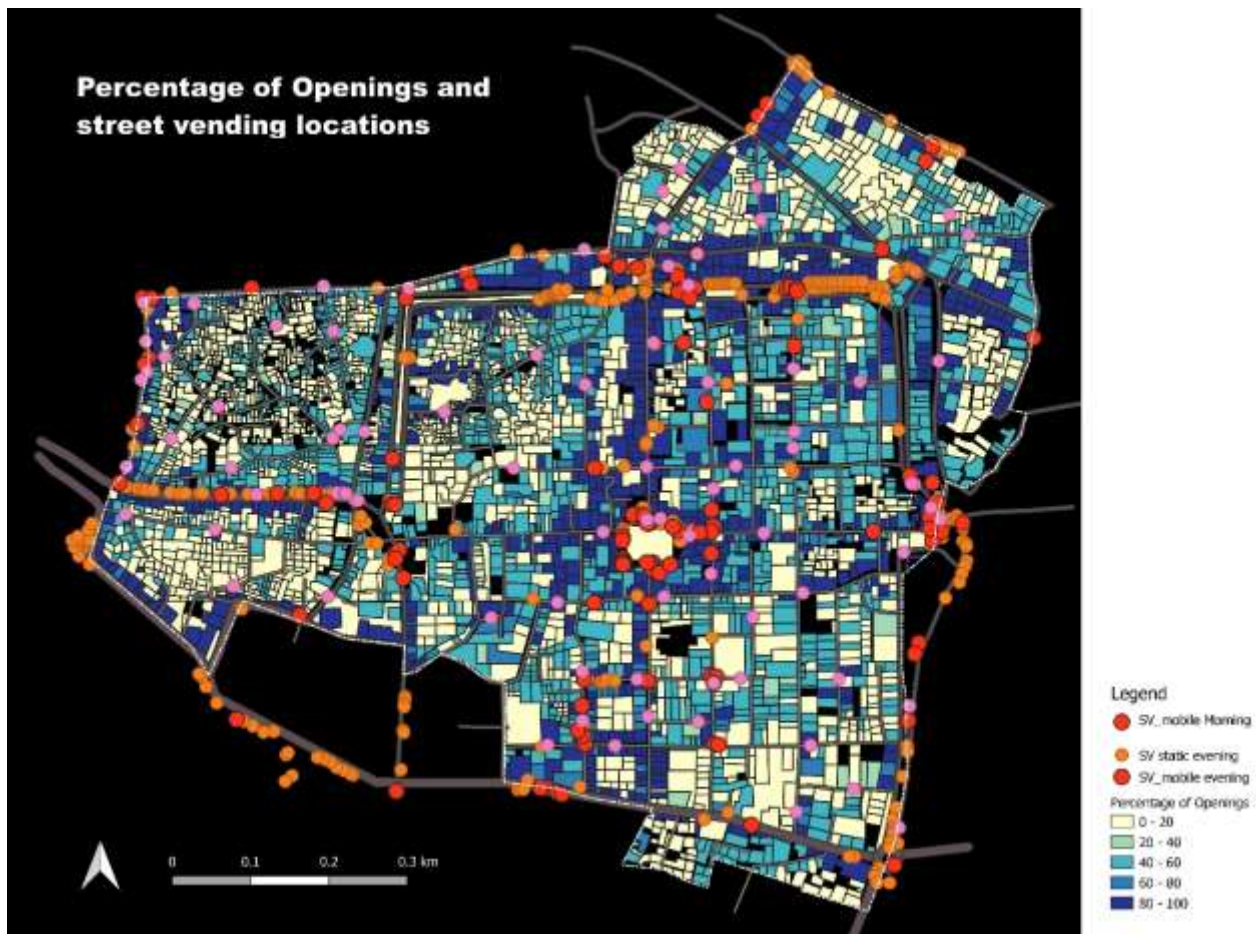 Percentage of Openings and
street vending locations
0 0.1 0.2 0.3 km
Legend
SV_mobile Morning
SV static evening
SV_mobile evening
Percentage of Openings
0 - 20
20 - 40
40 - 60
60 - 80
80 - 100